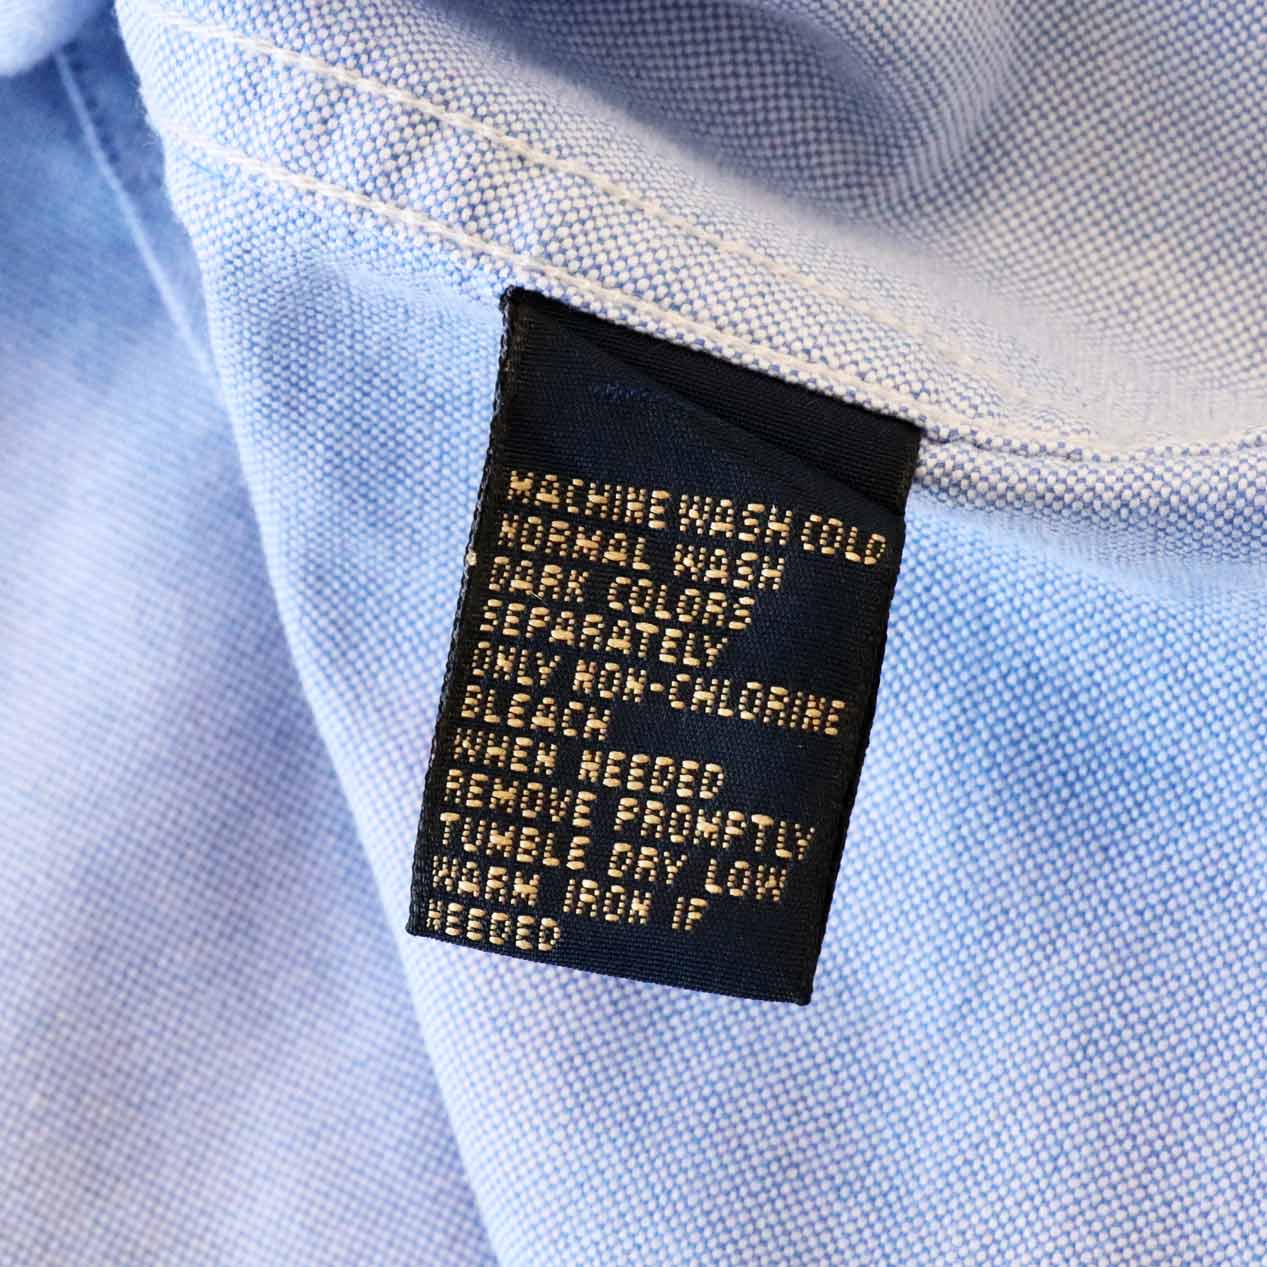 MACHINE WASH COLD
NORMAL WASH
DARK COLORS
SEPARATELY
ONLY NON-CHLORINE
BLEACH
WHEN NEEDED
REMOVE PROMPTLY
TUMBLE DRY LOW
WARM IRON IF
NEEDED